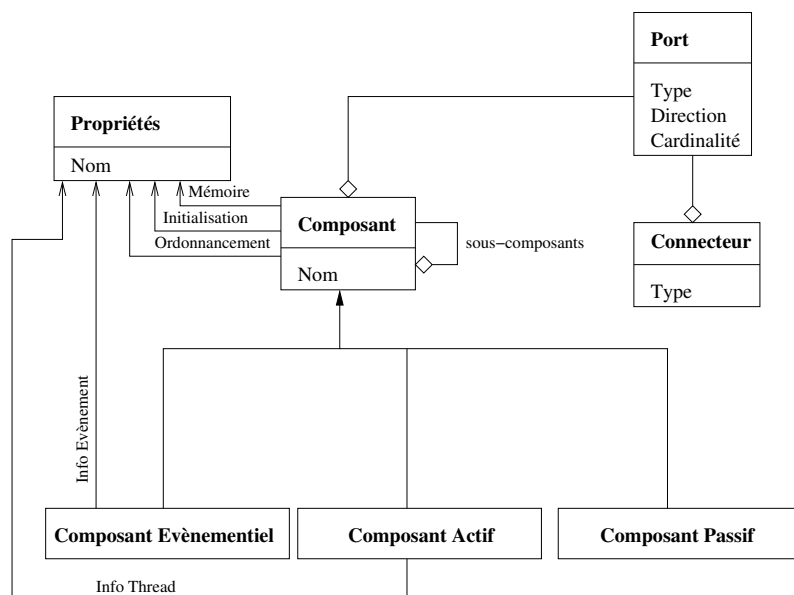 Port
Type
Direction
Cardinalité
Propriétés
Nom
Mémoire
Initialisation
Ordonnancement
Composant
Nom
sous−composants
Connecteur
Type
Info Evènement
Composant Evènementiel
Composant Actif
Composant Passif
Info Thread